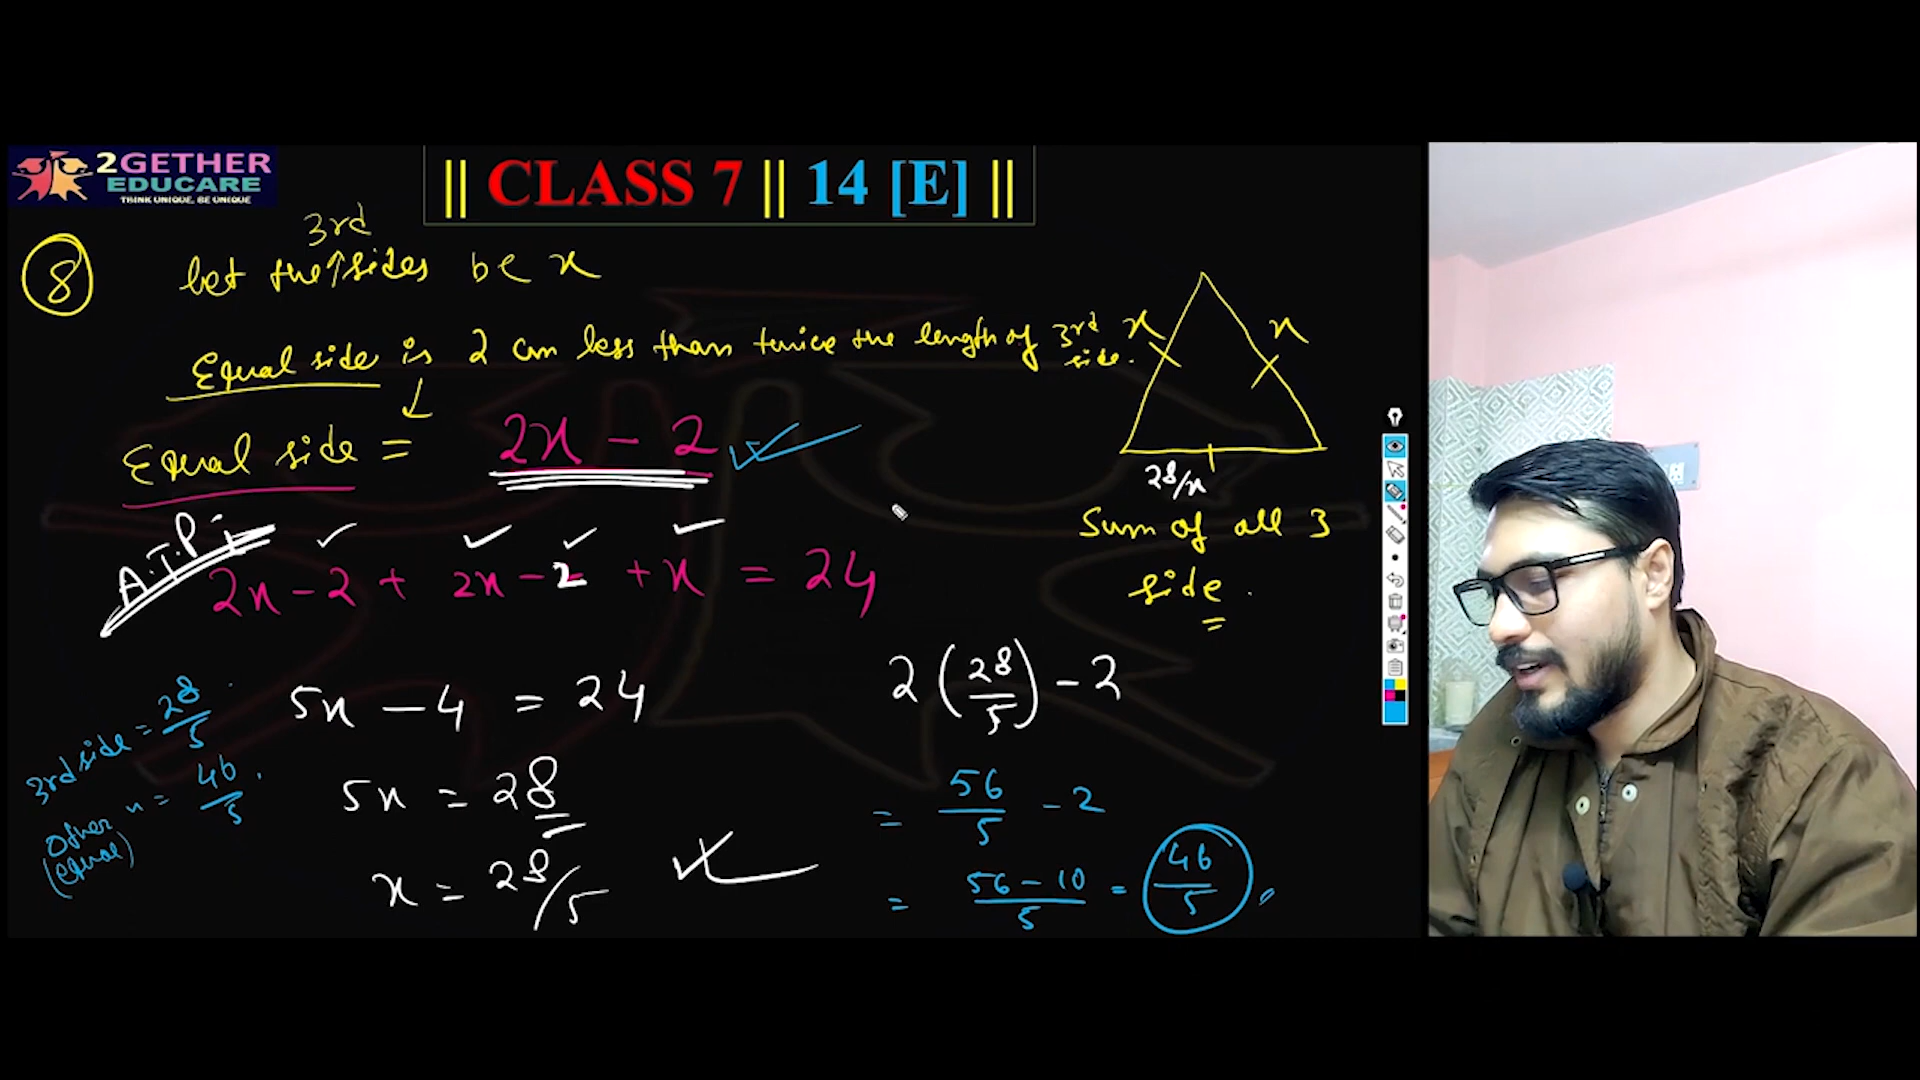 2GETHER
EDUCARE
THINK UNIQUE, BE UNIQUE
|| CLASS 7 || 14 [E] ||
8
3rd
let the ↑ sides be x
Equal side is 2 cm less than twice the length of 3rd side.
Equal side = 2x - 2
A.T.P :-
2x - 2 + 2x - 2 + x = 24
5x - 4 = 24
5x = 28
x = 28/5
3rd side = 28/5
Other (equal) " = 46/5
x
x
28/x
Sum of all 3
side.
2(28/5) - 2
= 56/5 - 2
= 56 - 10/5 = 46/5